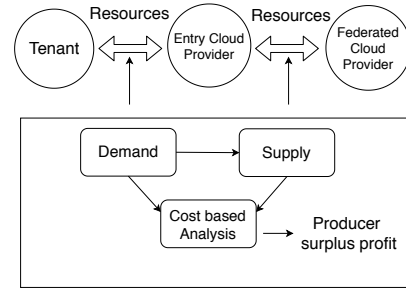 Resources
Resources
Tenant
Entry Cloud
Provider
Federated
Cloud
Provider
Demand
Supply
Cost based
Analysis
Producer
surplus profit